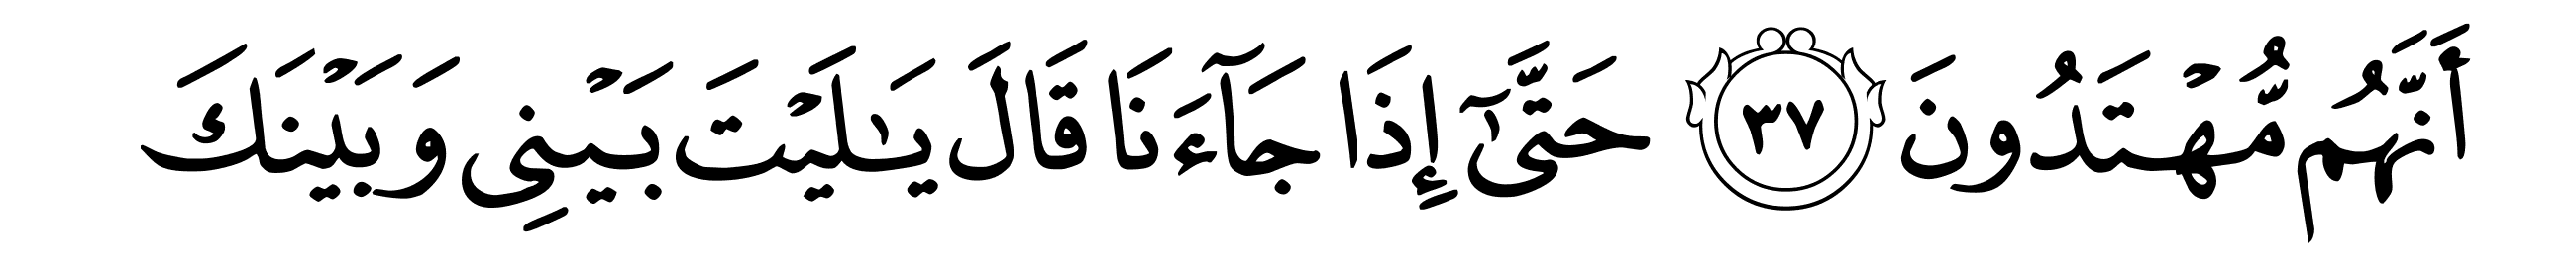 أَنَّهُم مُّهْتَدُونَ ٣٧ حَتَّىٰٓ إِذَا جَآءَنَا قَالَ يَٰلَيْتَ بَيْنِى وَبَيْنَكَ